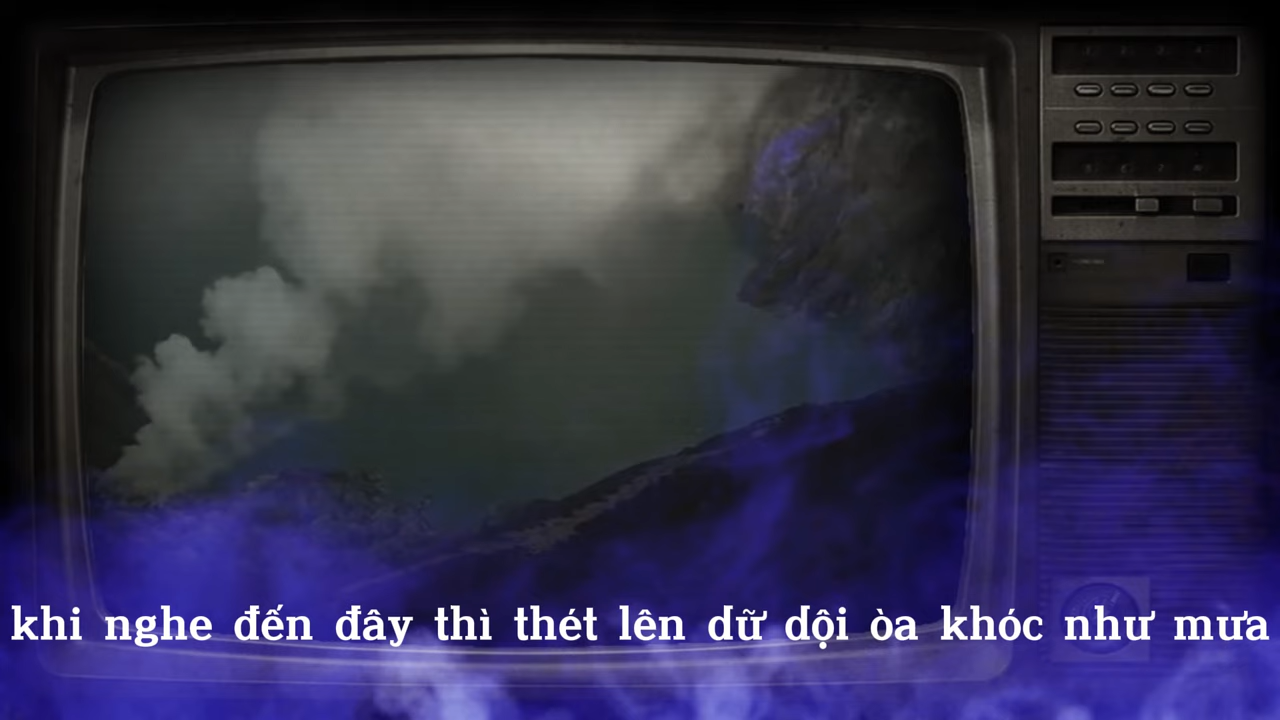 khi nghe đến đây thì thét lên dữ dội òa khóc như mưa